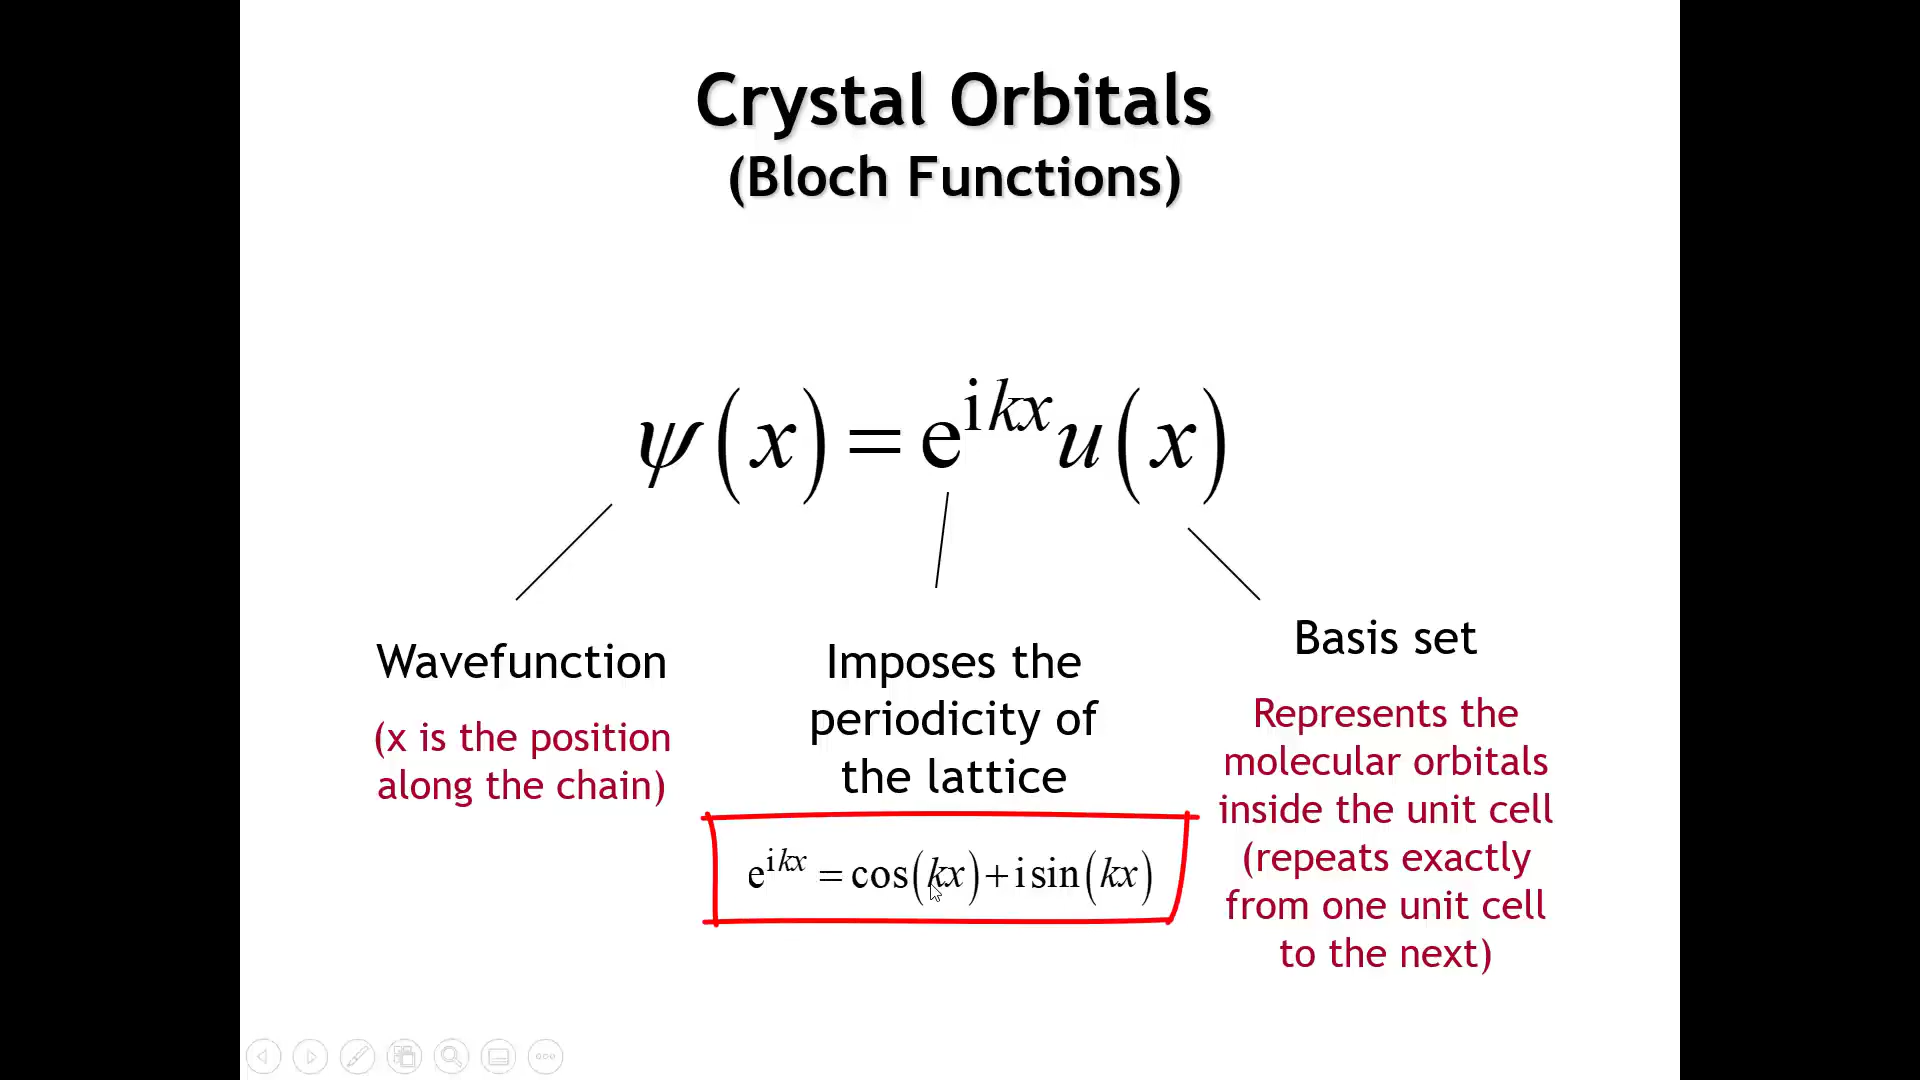 Crystal Orbitals
(Bloch Functions)
ψ(x) = e^{ikx}u(x)
Wavefunction
(x is the position
along the chain)
Imposes the
periodicity of
the lattice
e^{ikx} = cos(kx) + i sin(kx)
Basis set
Represents the
molecular orbitals
inside the unit cell
(repeats exactly
from one unit cell
to the next)